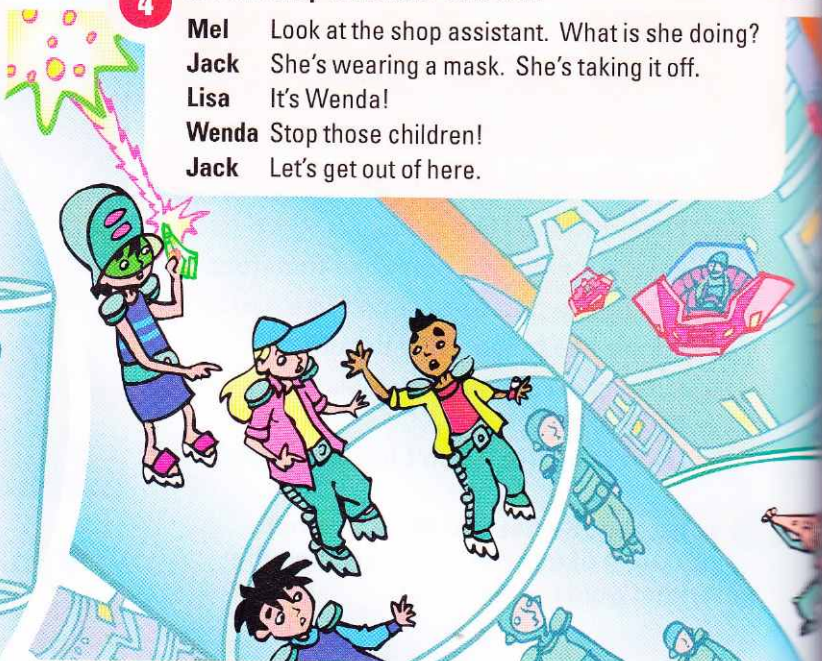 4
Mel Look at the shop assistant. What is she doing?
Jack She's wearing a mask. She's taking it off.
Lisa It's Wenda!
Wenda Stop those children!
Jack Let's get out of here.